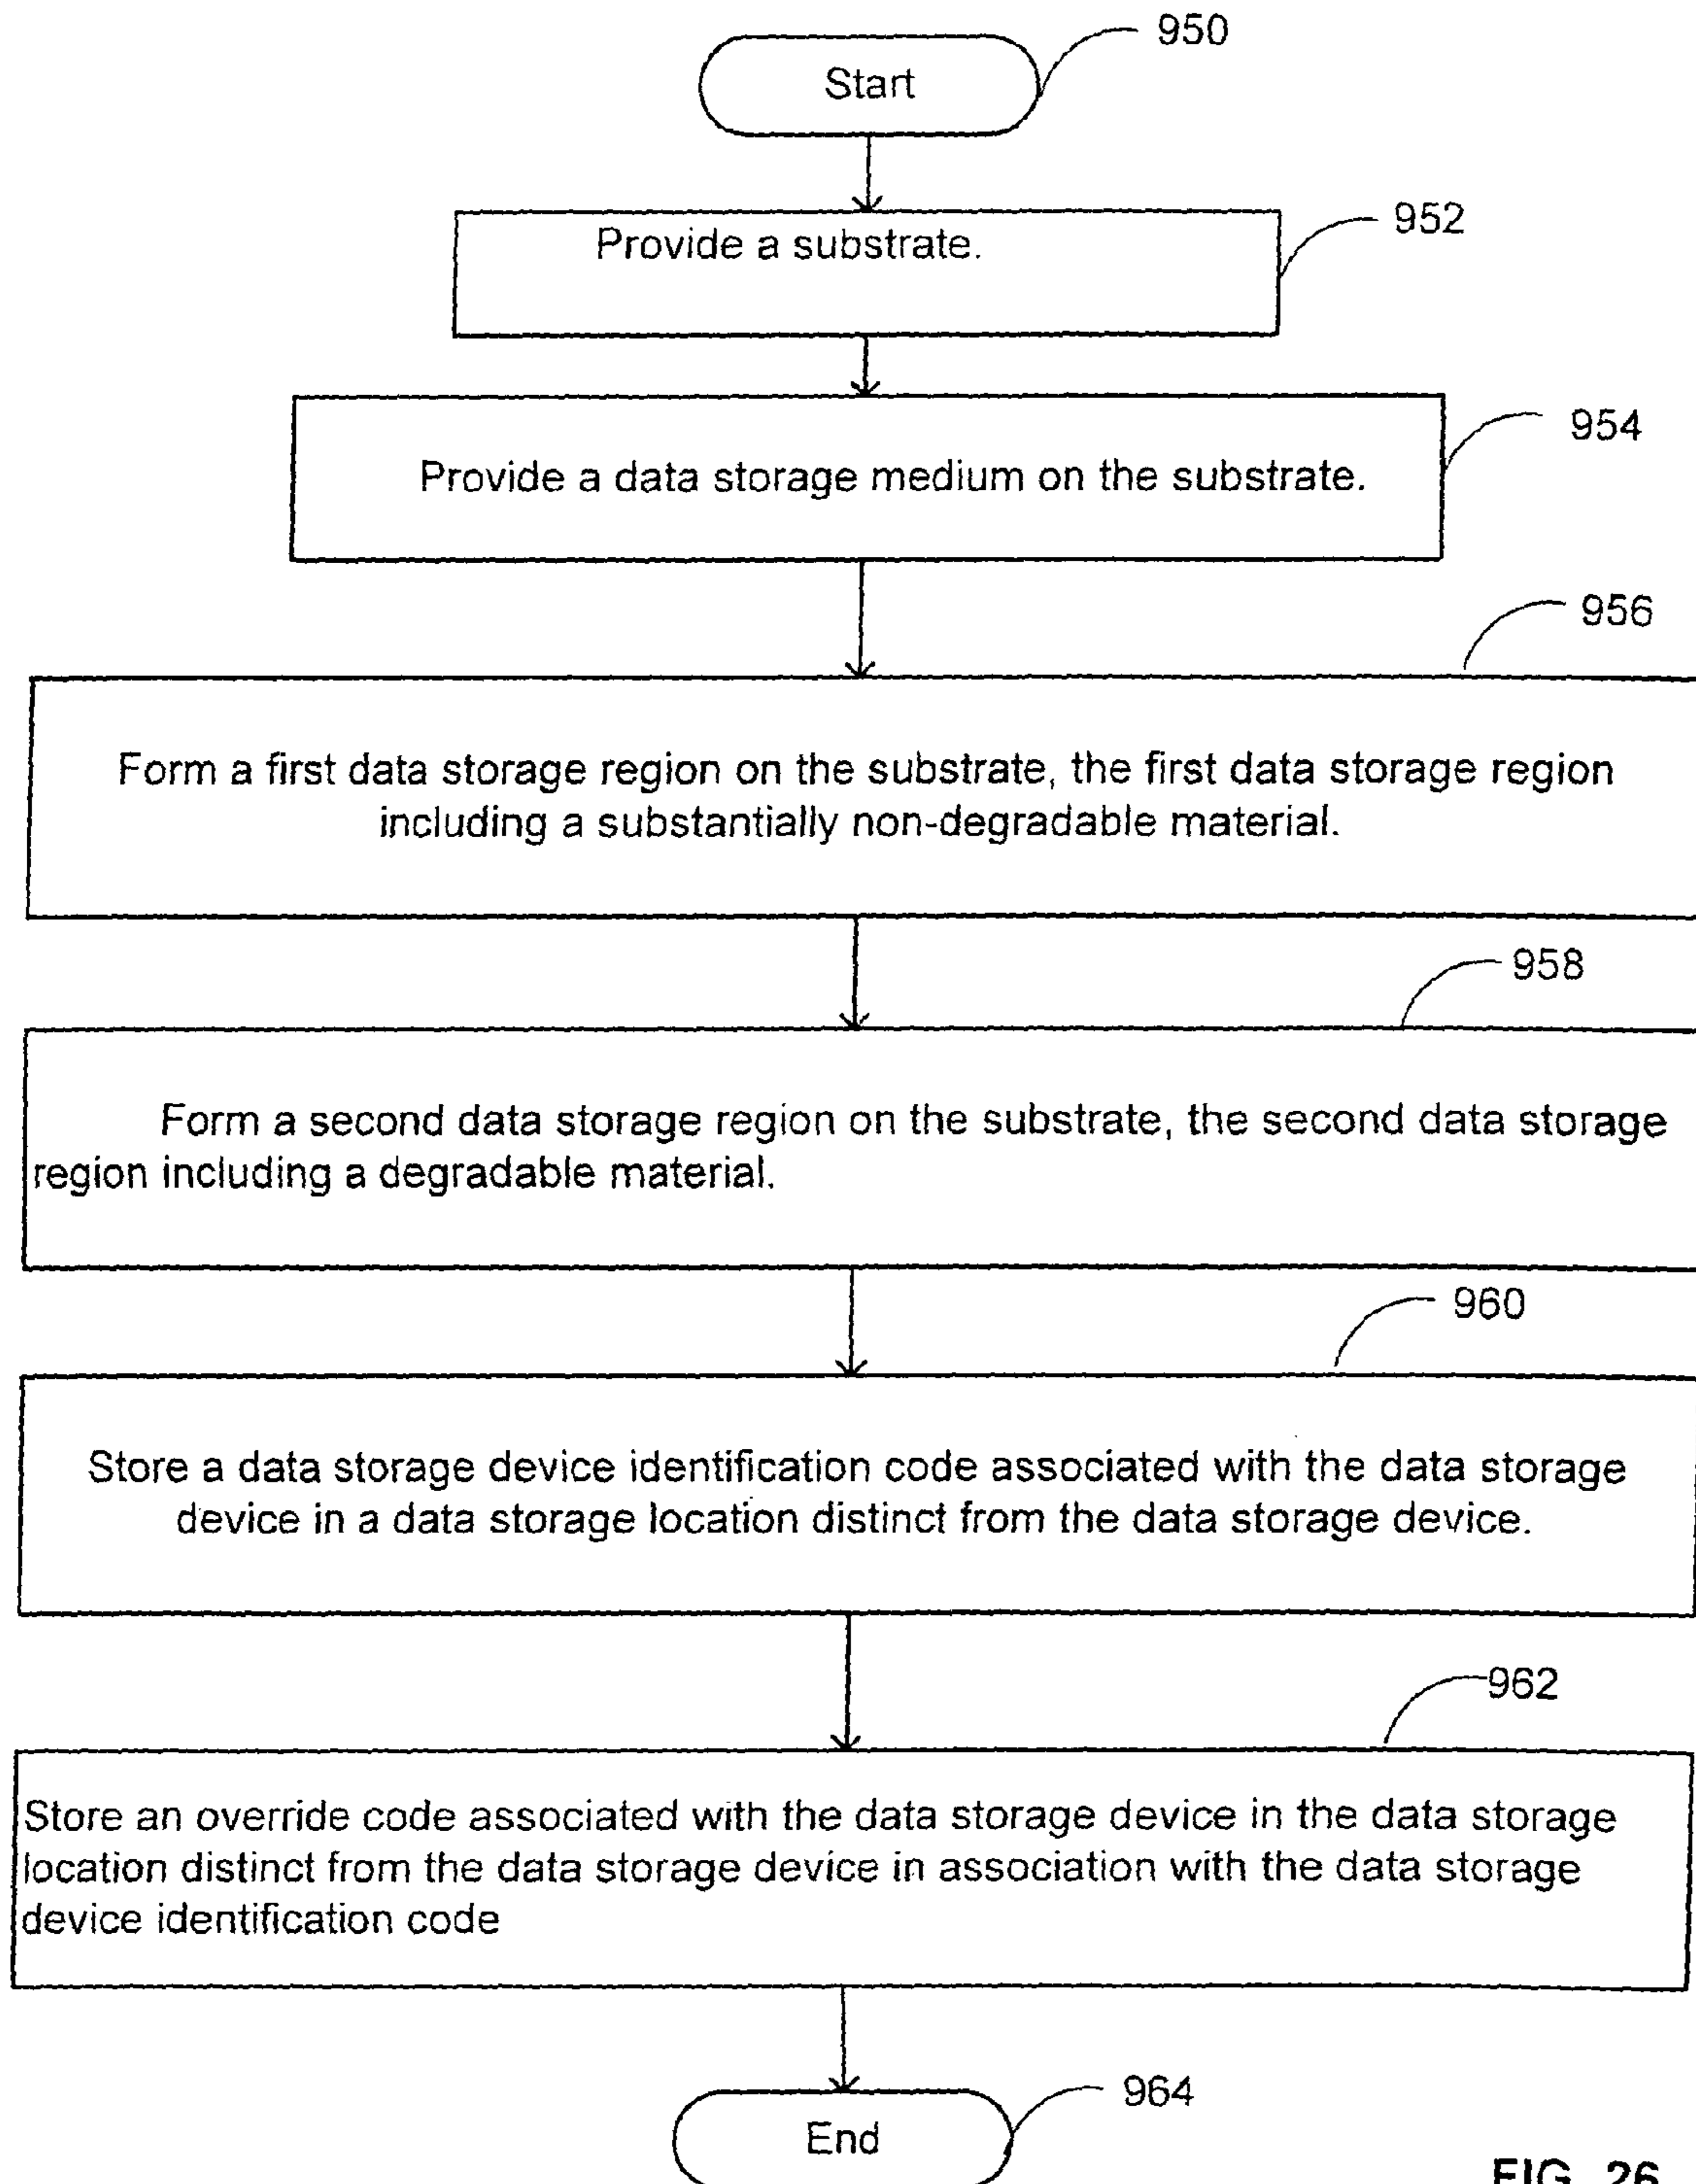 950
Start
952
Provide a substrate.
954
Provide a data storage medium on the substrate.
956
Form a first data storage region on the substrate, the first data storage region
including a substantially non-degradable material.
958
Form a second data storage region on the substrate, the second data storage
region including a degradable material.
960
Store a data storage device identification code associated with the data storage
device in a data storage location distinct from the data storage device.
962
Store an override code associated with the data storage device in the data storage
location distinct from the data storage device in association with the data storage
device identification code
964
End
FIG. 26